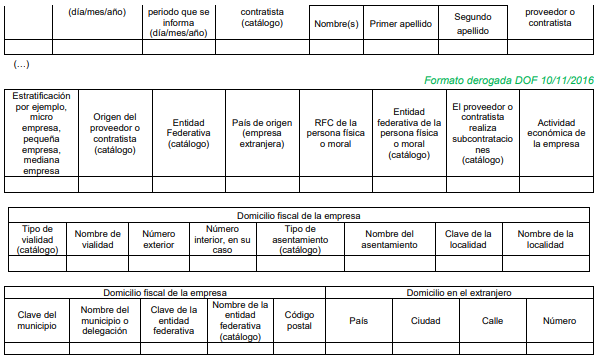 (día/mes/año)
periodo que se informa (día/mes/año)
contratista (catálogo)
Nombre(s)
Primer apellido
Segundo apellido
proveedor o contratista
(…)
Formato derogada DOF 10/11/2016
Estratificación por ejemplo, micro empresa, pequeña empresa, mediana empresa
Origen del proveedor o contratista (catálogo)
Entidad Federativa (catálogo)
País de origen (empresa extranjera)
RFC de la persona física o moral
Entidad federativa de la persona física o moral (catálogo)
El proveedor o contratista realiza subcontrataciones (catálogo)
Actividad económica de la empresa
Domicilio fiscal de la empresa
Tipo de vialidad (catálogo)
Nombre de vialidad
Número exterior
Número interior, en su caso
Tipo de asentamiento (catálogo)
Nombre del asentamiento
Clave de la localidad
Nombre de la localidad
Domicilio fiscal de la empresa
Domicilio en el extranjero
Clave del municipio
Nombre del municipio o delegación
Clave de la entidad federativa
Nombre de la entidad federativa (catálogo)
Código postal
País
Ciudad
Calle
Número